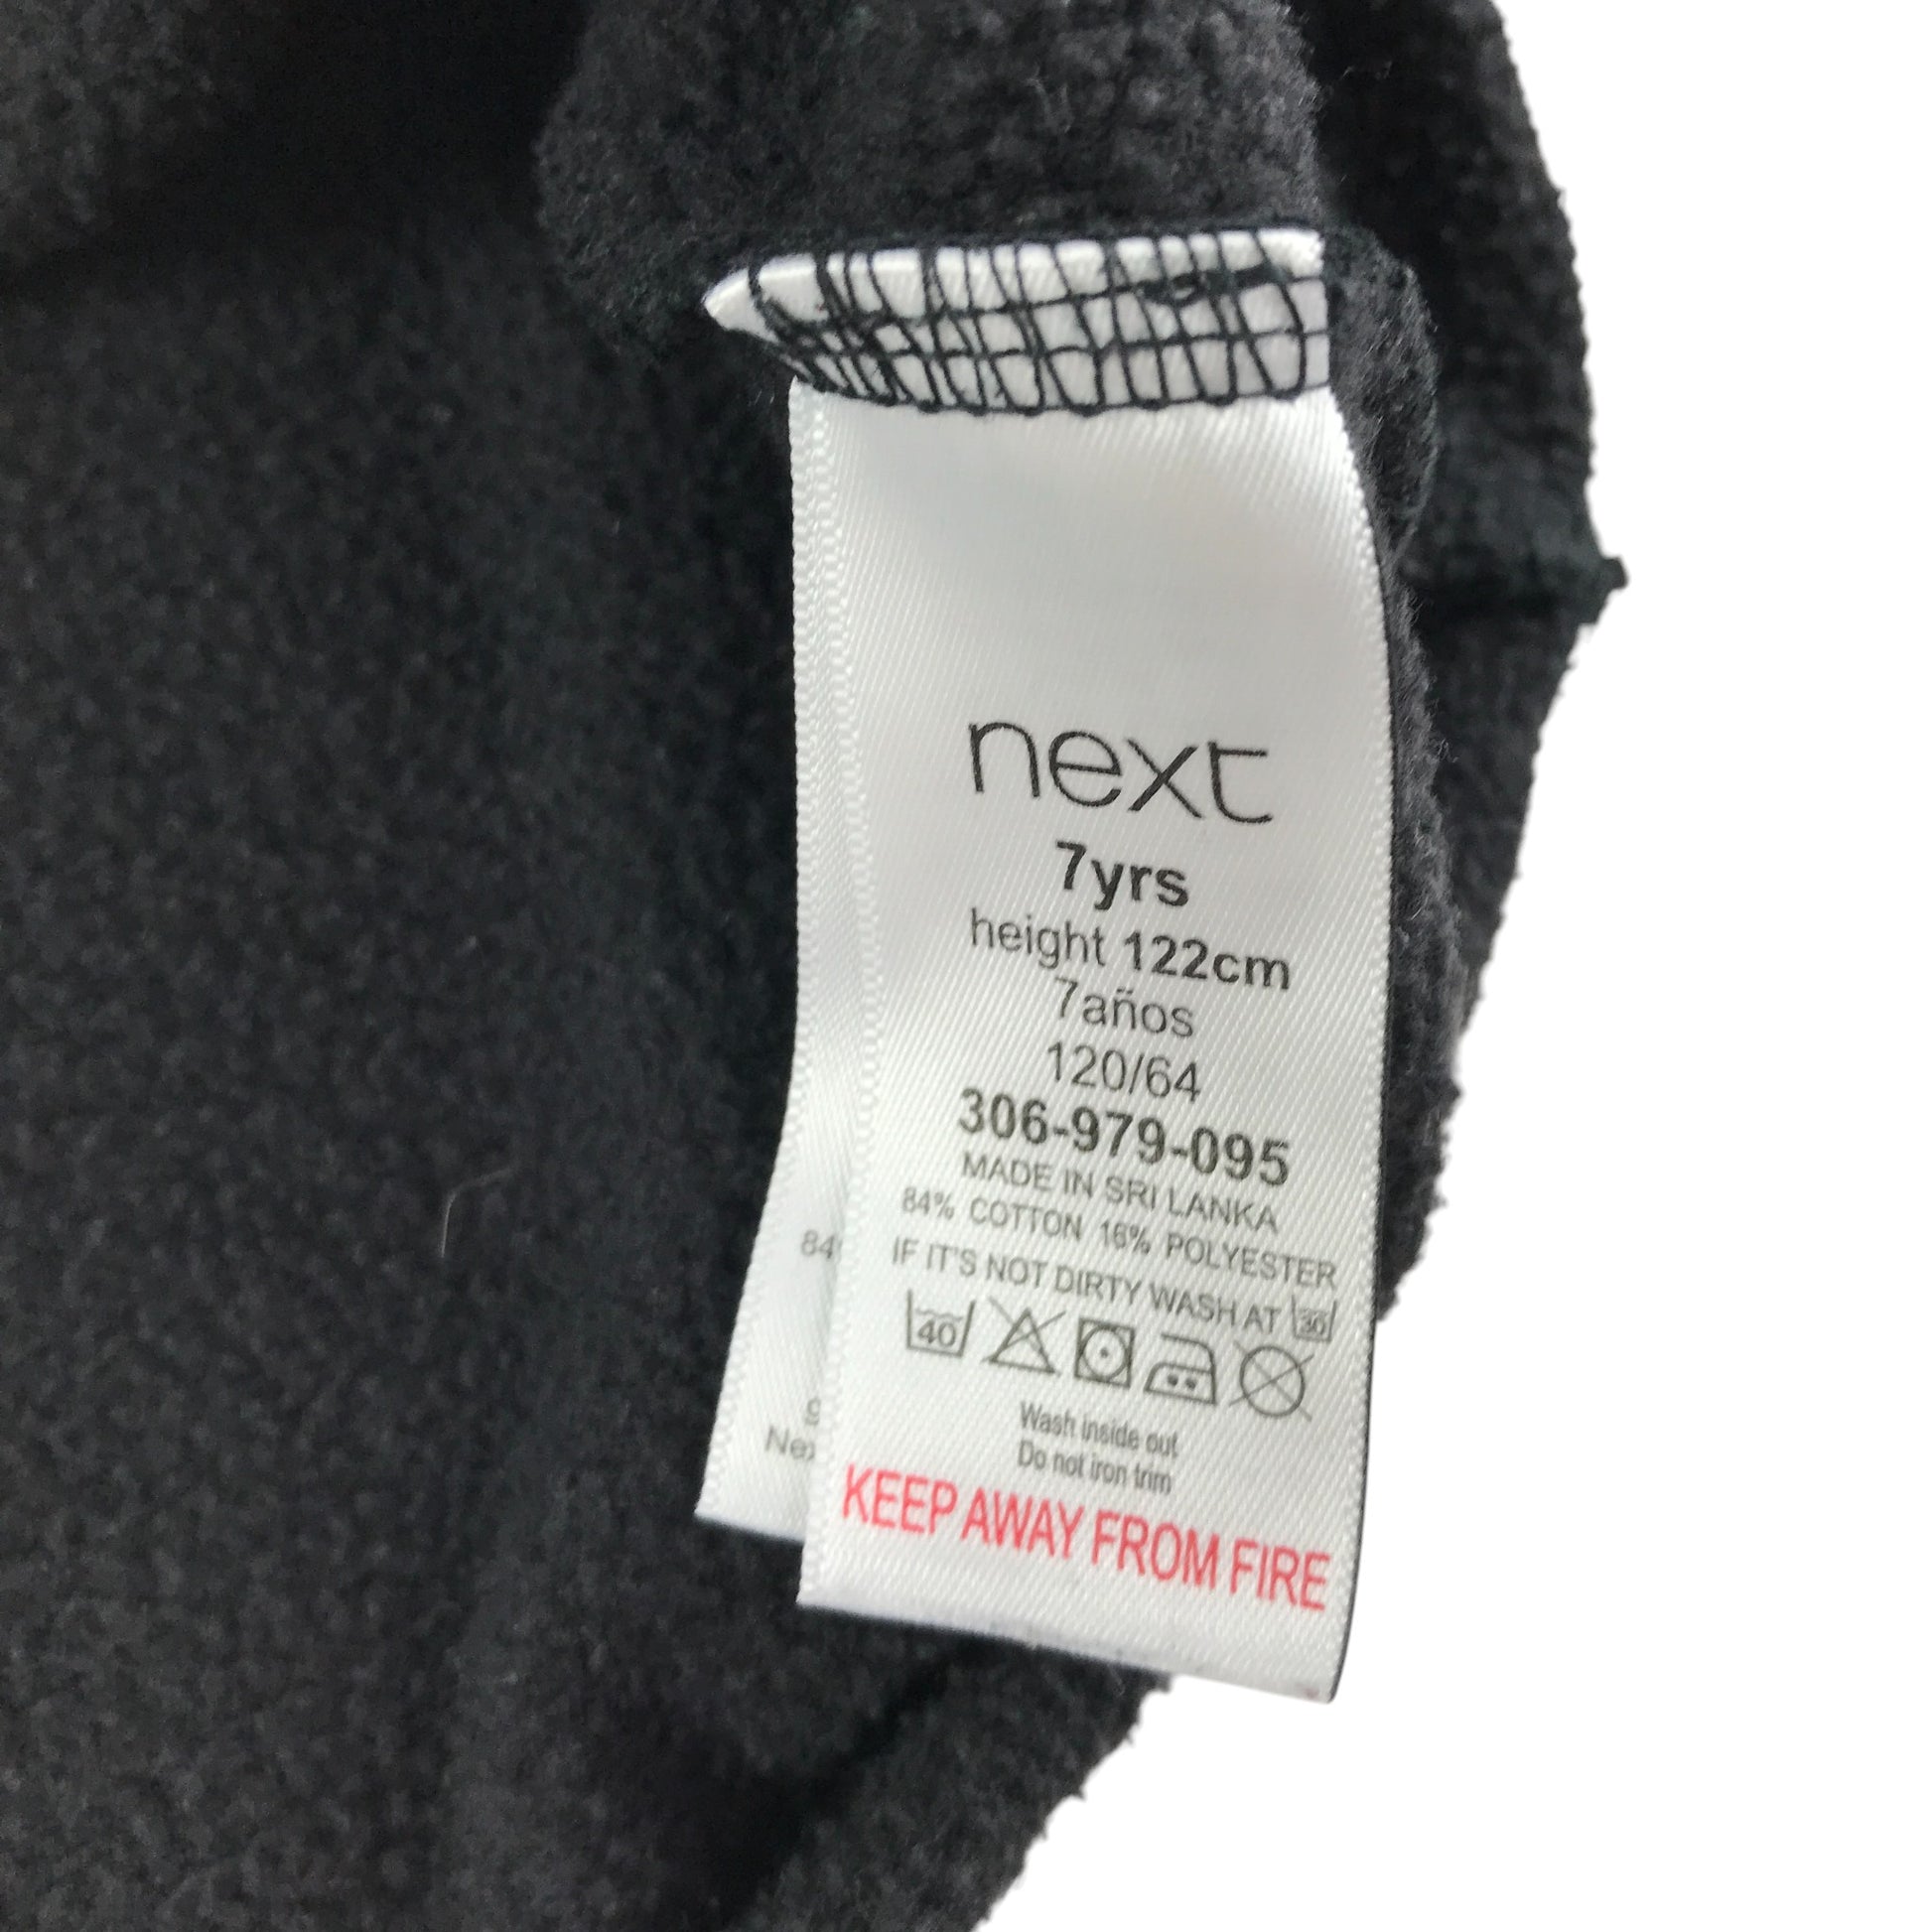 next
7yrs
height 122cm
7años
120/64
306-979-095
MADE IN SRI LANKA
84% COTTON 16% POLYESTER
IF IT'S NOT DIRTY WASH AT 30
40
Wash inside out
Do not iron trim
KEEP AWAY FROM FIRE
84